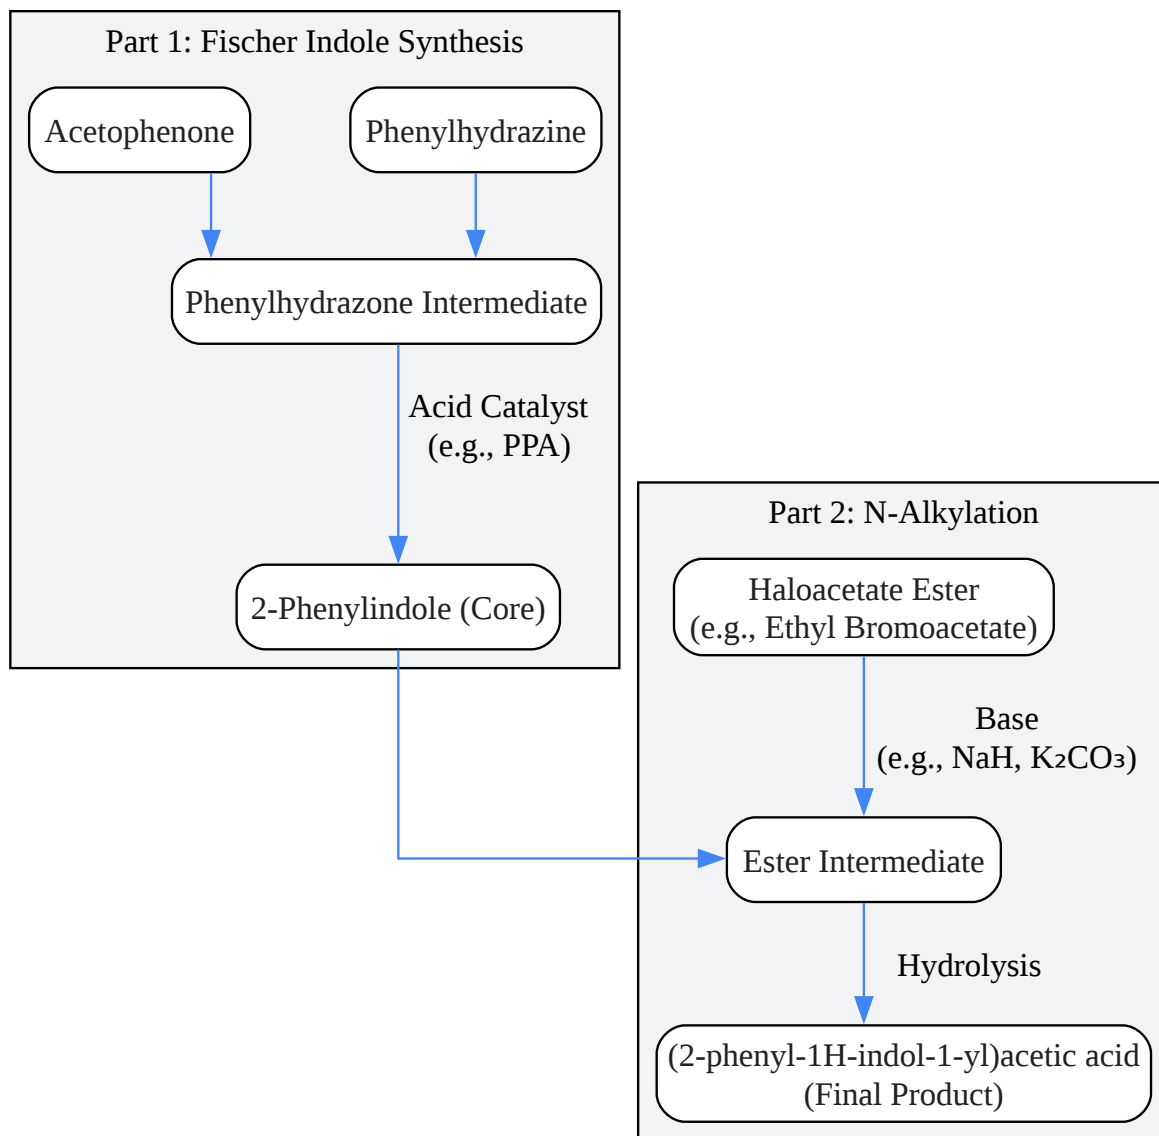 Part 1: Fischer Indole Synthesis
Acetophenone
Phenylhydrazine
Phenylhydrazone Intermediate
Acid Catalyst
(e.g., PPA)
2-Phenylindole (Core)
Part 2: N-Alkylation
Haloacetate Ester
(e.g., Ethyl Bromoacetate)
Base
(e.g., NaH, K₂CO₃)
Ester Intermediate
Hydrolysis
(2-phenyl-1H-indol-1-yl)acetic acid
(Final Product)